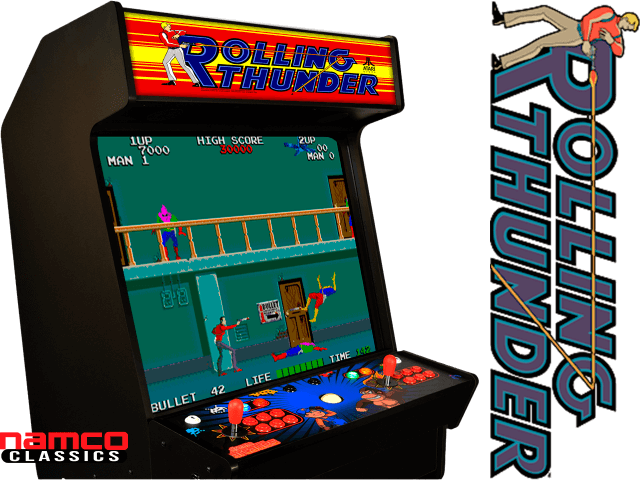 ROLLING
THUNDER
ATARI
1UP HIGH SCORE 2UP
7000 30000 00
MAN 1 MAN 0
BULLET
BULLET 42 LIFE TIME
namco
CLASSICS
ROLLING
THUNDER